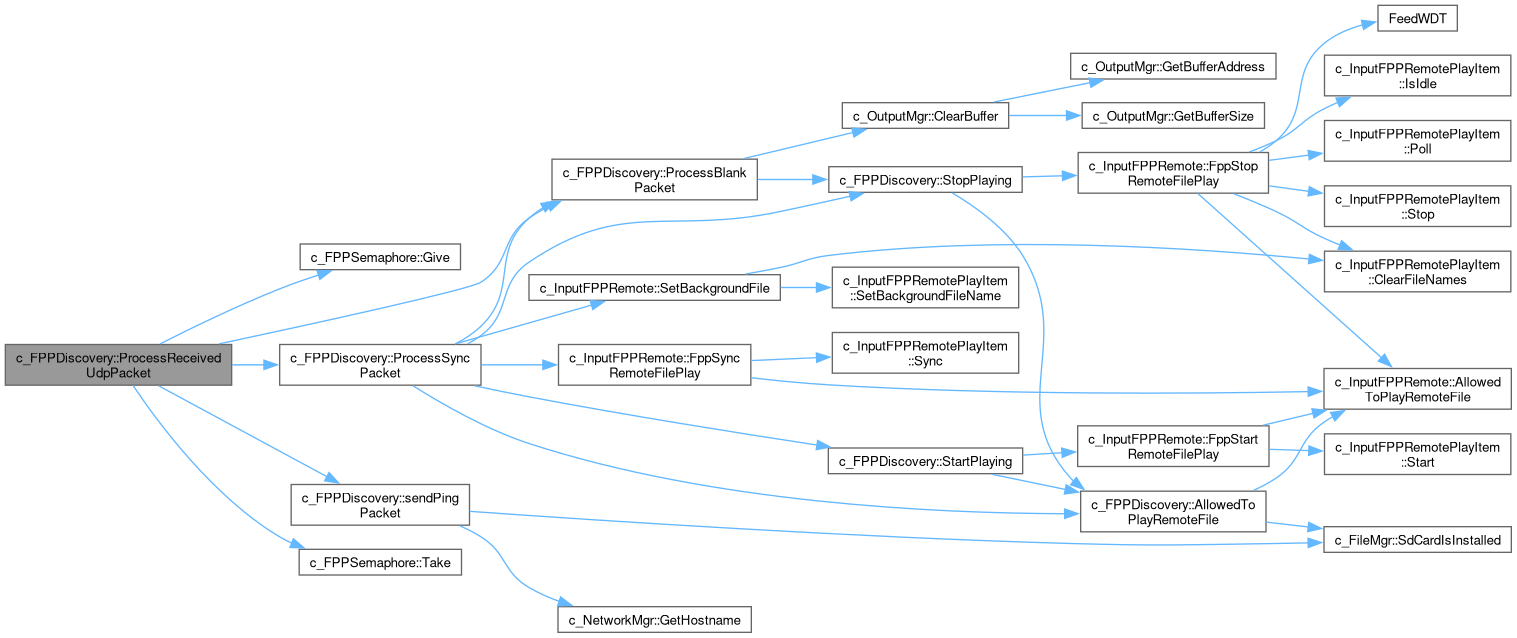 c_FPPDiscovery::ProcessReceived
UdpPacket
c_FPPSemaphore::Give
c_FPPDiscovery::ProcessSync
Packet
c_FPPDiscovery::sendPing
Packet
c_FPPSemaphore::Take
c_FPPDiscovery::ProcessBlank
Packet
c_InputFPPRemote::SetBackgroundFile
c_InputFPPRemote::FppSync
RemoteFilePlay
c_NetworkMgr::GetHostname
c_OutputMgr::ClearBuffer
c_FPPDiscovery::StopPlaying
c_InputFPPRemotePlayItem
::SetBackgroundFileName
c_InputFPPRemotePlayItem
::Sync
c_FPPDiscovery::StartPlaying
c_OutputMgr::GetBufferAddress
c_OutputMgr::GetBufferSize
c_InputFPPRemote::FppStop
RemoteFilePlay
c_InputFPPRemote::FppStart
RemoteFilePlay
c_FPPDiscovery::AllowedTo
PlayRemoteFile
FeedWDT
c_InputFPPRemotePlayItem
::IsIdle
c_InputFPPRemotePlayItem
::Poll
c_InputFPPRemotePlayItem
::Stop
c_InputFPPRemotePlayItem
::ClearFileNames
c_InputFPPRemote::Allowed
ToPlayRemoteFile
c_InputFPPRemotePlayItem
::Start
c_FileMgr::SdCardIsInstalled